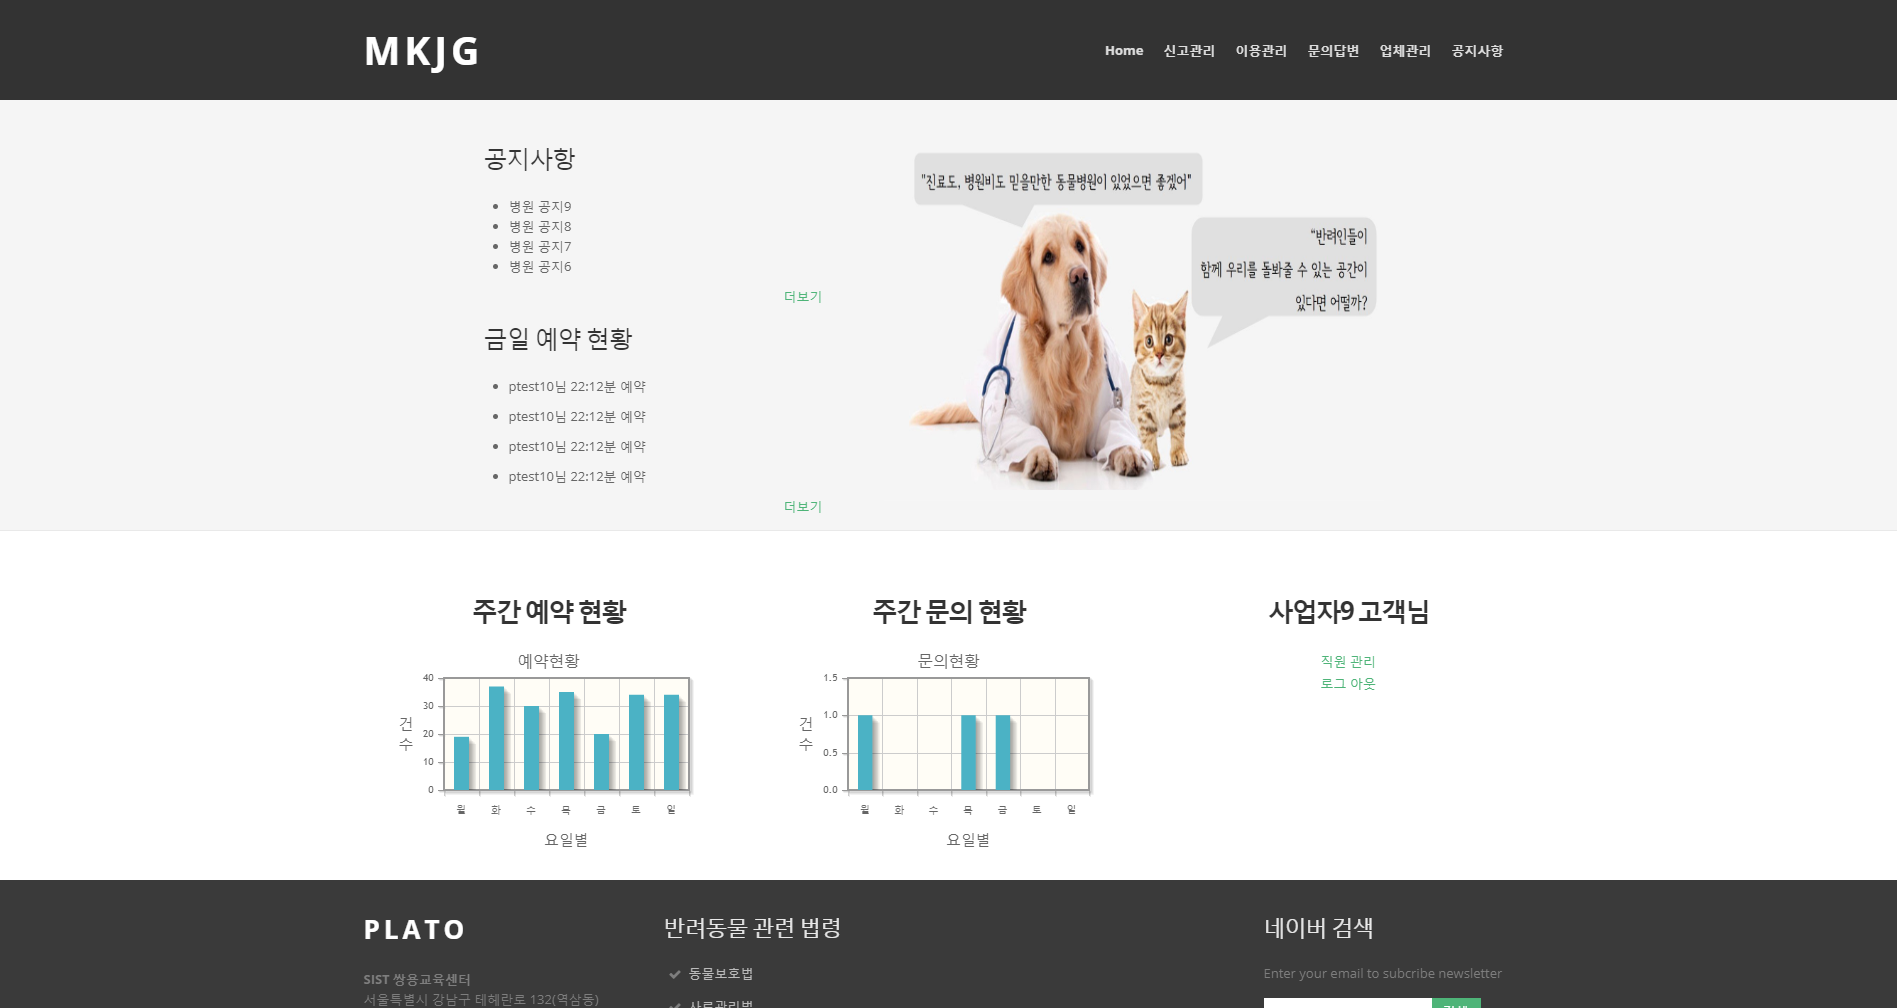 MKJG
Home 신고관리 이용관리 문의답변 업체관리 공지사항
공지사항
병원 공지9
병원 공지8
병원 공지7
병원 공지6
더보기
금일 예약 현황
ptest10님 22:12분 예약
ptest10님 22:12분 예약
ptest10님 22:12분 예약
ptest10님 22:12분 예약
더보기
"진료도, 병원비도 믿을만한 동물병원이 있었으면 좋겠어"
“반려인들이
함께 우리를 돌봐줄 수 있는 공간이
있다면 어떨까?
주간 예약 현황
예약현황
건
수
40
30
20
10
0
월 화 수 목 금 토 일
요일별
주간 문의 현황
문의현황
건
수
1.5
1.0
0.5
0.0
월 화 수 목 금 토 일
요일별
사업자9 고객님
직원 관리
로그 아웃
PLATO
SIST 쌍용교육센터
서울특별시 강남구 테헤란로 132(역삼동)
반려동물 관련 법령
동물보호법
사료관리법
네이버 검색
Enter your email to subcribe newsletter
검색